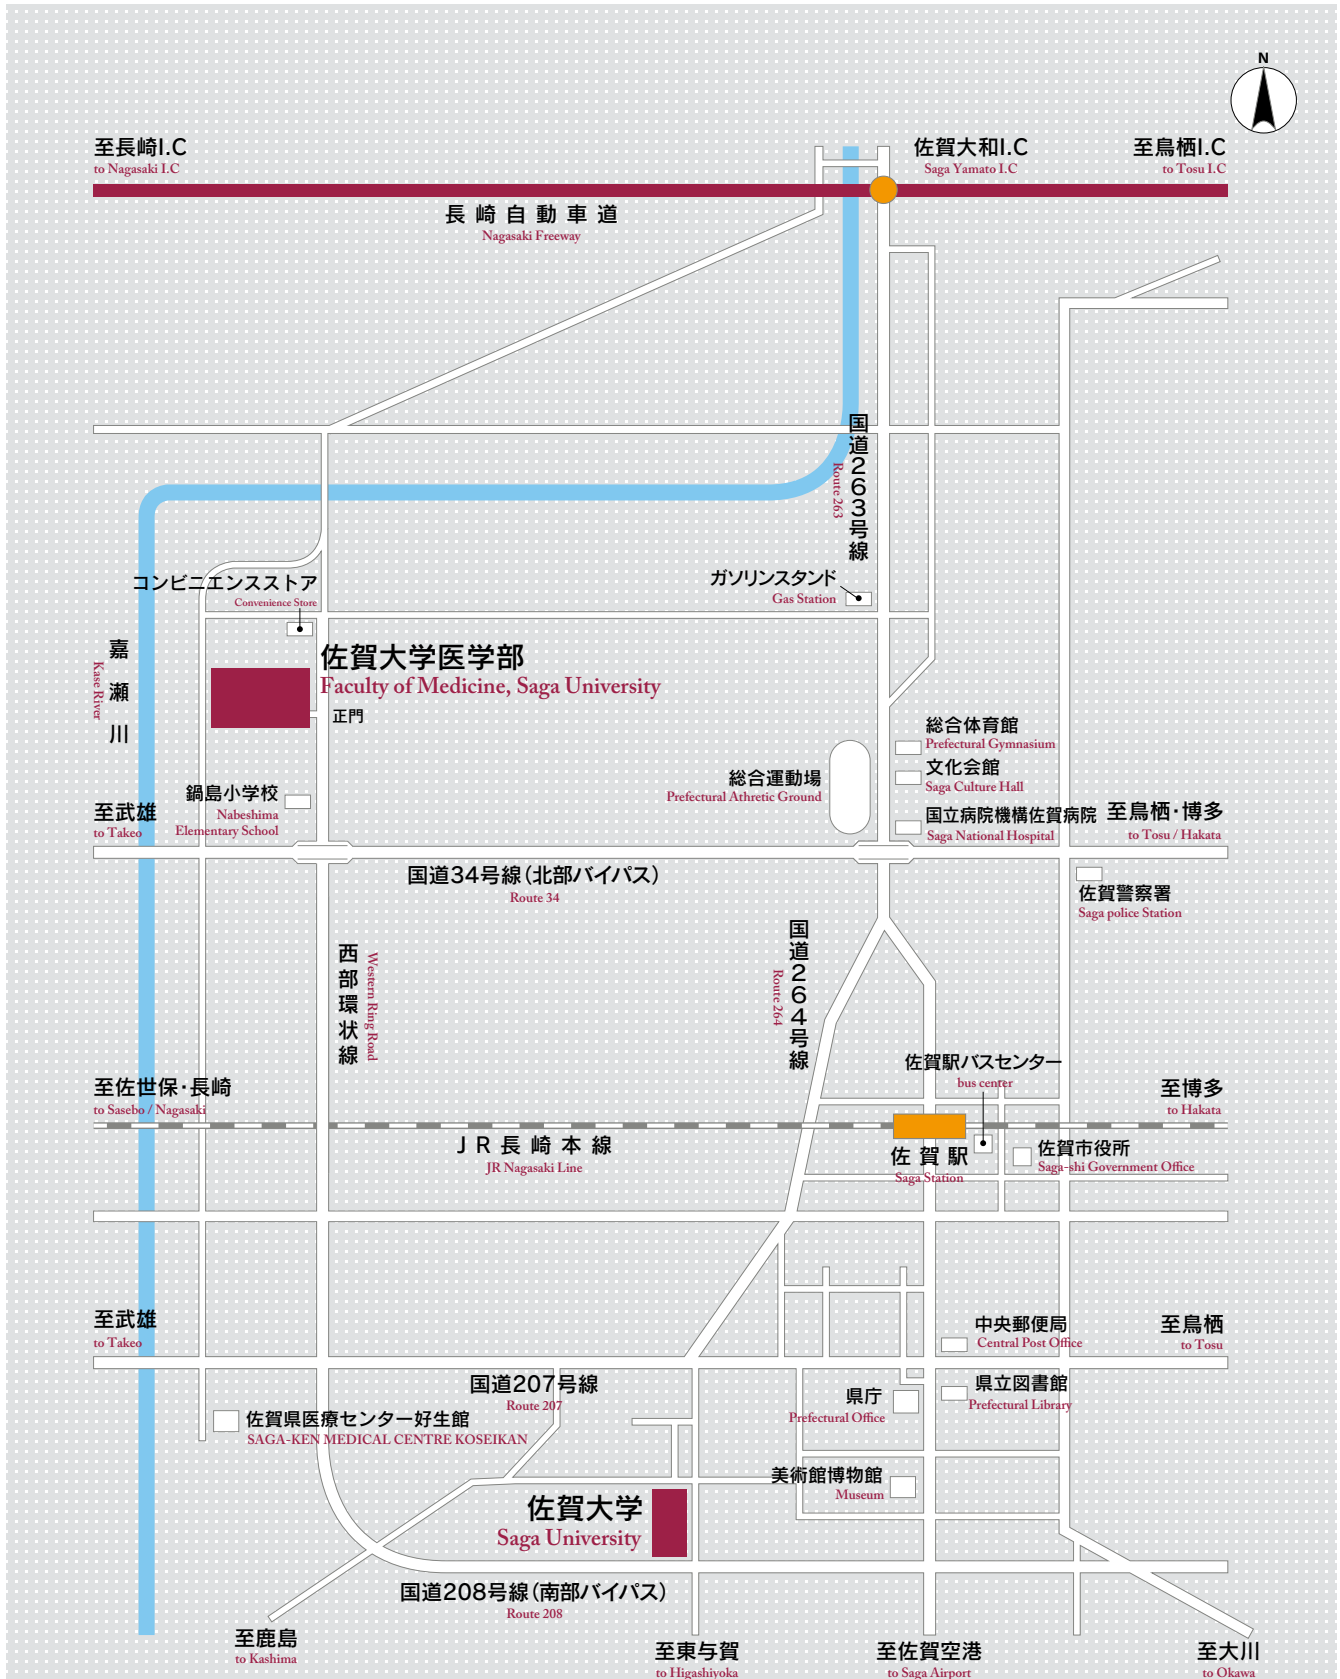 N
至長崎I.C
to Nagasaki I.C
佐賀大和I.C
Saga Yamato I.C
至鳥栖I.C
to Tosu I.C
長崎自動車道
Nagasaki Freeway
国道263号線
Route 263
コンビニエンスストア
Convenience Store
ガソリンスタンド
Gas Station
嘉瀬川
Kase River
佐賀大学医学部
Faculty of Medicine, Saga University
正門
総合体育館
Prefectural Gymnasium
文化会館
Saga Culture Hall
総合運動場
Prefectural Athretic Ground
国立病院機構佐賀病院
Saga National Hospital
鍋島小学校
Nabeshima
Elementary School
至武雄
to Takeo
至鳥栖・博多
to Tosu / Hakata
国道34号線(北部バイパス)
Route 34
佐賀警察署
Saga police Station
西部環状線
Western Ring Road
国道264号線
Route 264
佐賀駅バスセンター
bus center
至佐世保・長崎
to Sasebo / Nagasaki
至博多
to Hakata
JR長崎本線
JR Nagasaki Line
佐賀駅
Saga Station
佐賀市役所
Saga-shi Government Office
至武雄
to Takeo
中央郵便局
Central Post Office
至鳥栖
to Tosu
国道207号線
Route 207
県庁
Prefectural Office
県立図書館
Prefectural Library
佐賀県医療センター好生館
SAGA-KEN MEDICAL CENTRE KOSEIKAN
美術館博物館
Museum
佐賀大学
Saga University
国道208号線(南部バイパス)
Route 208
至鹿島
to Kashima
至東与賀
to Higashiyoka
至佐賀空港
to Saga Airport
至大川
to Okawa